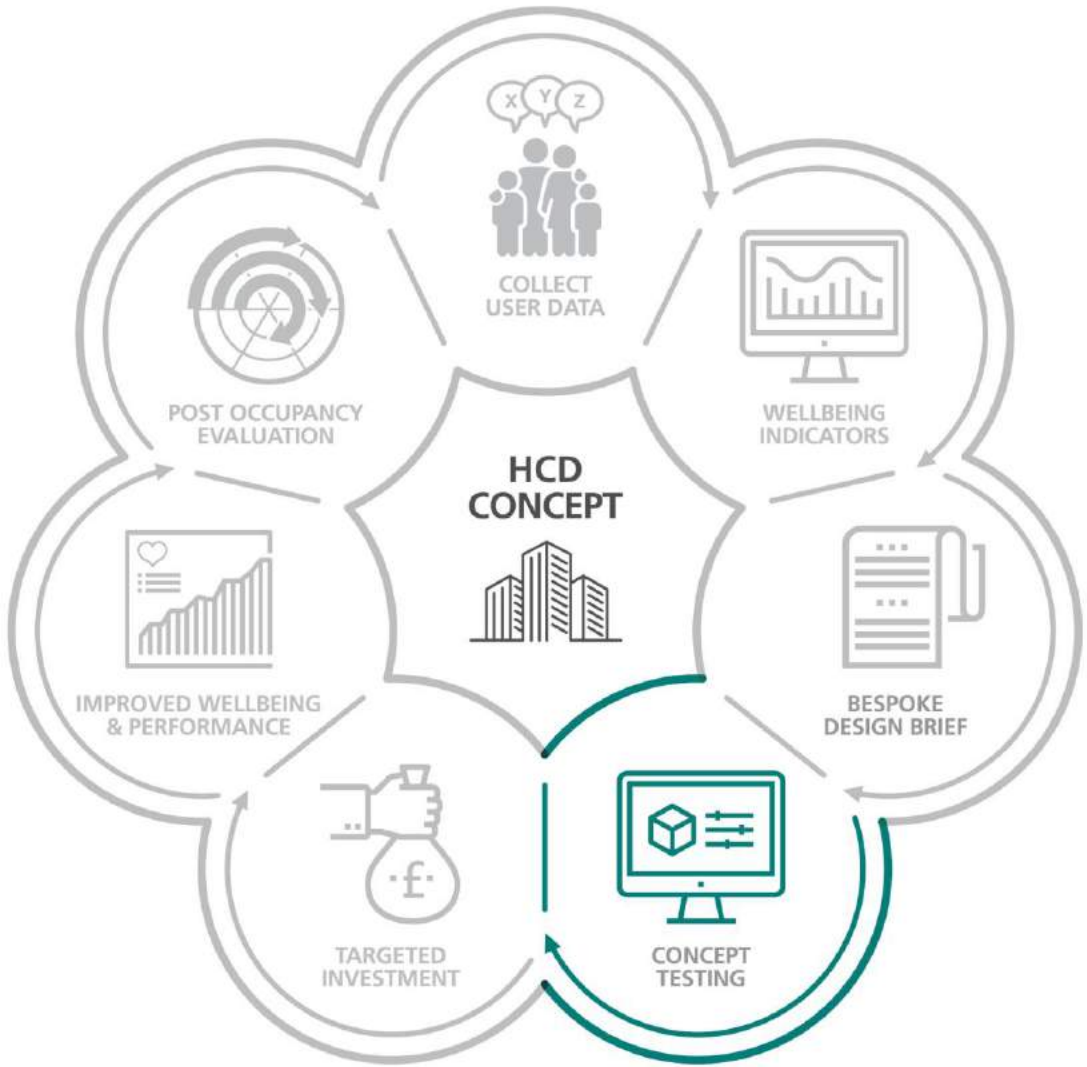 X Y Z
COLLECT
USER DATA
WELLBEING
INDICATORS
BESPOKE
DESIGN BRIEF
CONCEPT
TESTING
TARGETED
INVESTMENT
£
IMPROVED WELLBEING
& PERFORMANCE
POST OCCUPANCY
EVALUATION
HCD
CONCEPT